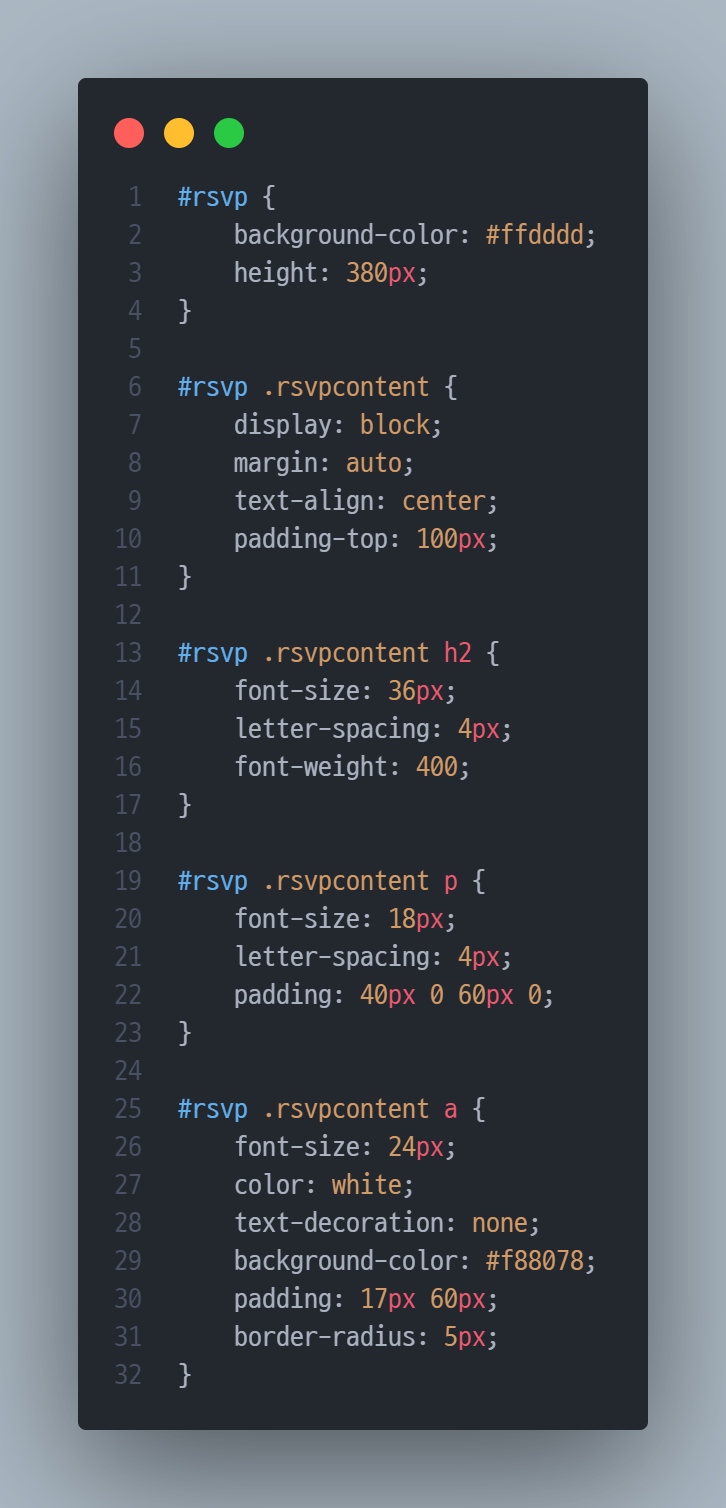 1 #rsvp {
2     background-color: #ffdddd;
3     height: 380px;
4 }
5
6 #rsvp .rsvpcontent {
7     display: block;
8     margin: auto;
9     text-align: center;
10     padding-top: 100px;
11 }
12
13 #rsvp .rsvpcontent h2 {
14     font-size: 36px;
15     letter-spacing: 4px;
16     font-weight: 400;
17 }
18
19 #rsvp .rsvpcontent p {
20     font-size: 18px;
21     letter-spacing: 4px;
22     padding: 40px 0 60px 0;
23 }
24
25 #rsvp .rsvpcontent a {
26     font-size: 24px;
27     color: white;
28     text-decoration: none;
29     background-color: #f88078;
30     padding: 17px 60px;
31     border-radius: 5px;
32 }